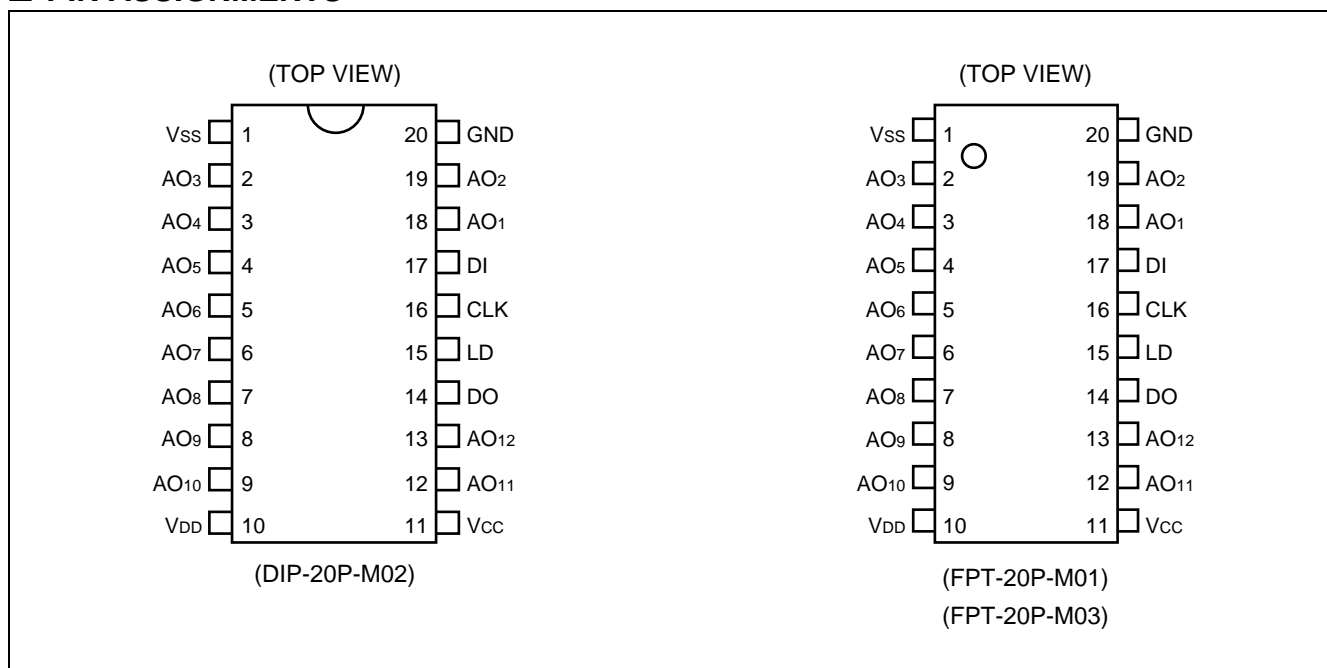 (TOP VIEW)
VSS 1 20 GND
AO3 2 19 AO2
AO4 3 18 AO1
AO5 4 17 DI
AO6 5 16 CLK
AO7 6 15 LD
AO8 7 14 DO
AO9 8 13 AO12
AO10 9 12 AO11
VDD 10 11 VCC
(DIP-20P-M02)
(TOP VIEW)
VSS 1 20 GND
AO3 2 19 AO2
AO4 3 18 AO1
AO5 4 17 DI
AO6 5 16 CLK
AO7 6 15 LD
AO8 7 14 DO
AO9 8 13 AO12
AO10 9 12 AO11
VDD 10 11 VCC
(FPT-20P-M01)
(FPT-20P-M03)